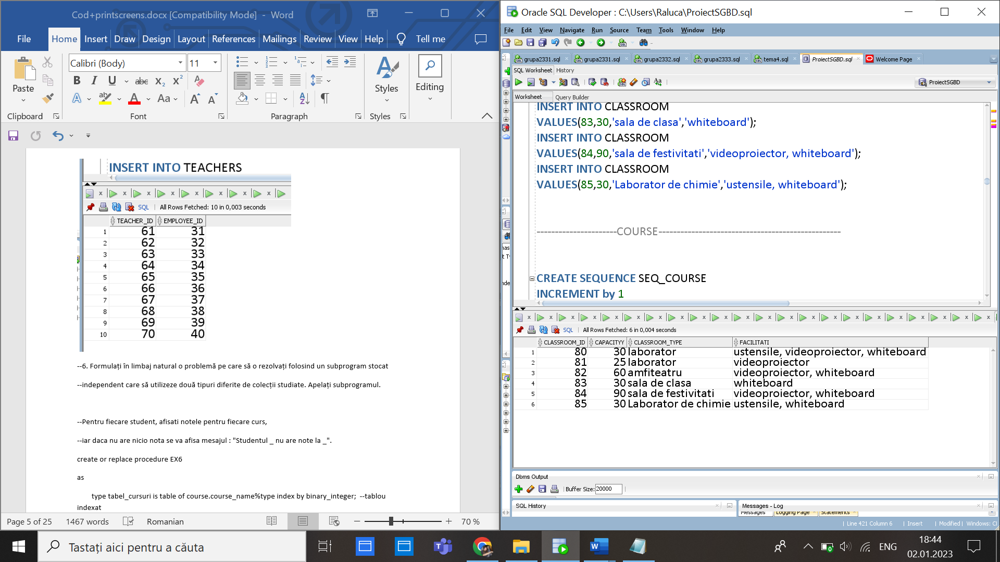 Cod+printscreens.docx [Compatibility Mode] - Word
File Home Insert Draw Design Layout References Mailings Review View Help Tell me
Calibri (Body) 11
Paste
Styles
Editing
Clipboard Font Paragraph Styles
INSERT INTO TEACHERS
SQL All Rows Fetched: 10 in 0,003 seconds
TEACHER_ID EMPLOYEE_ID
1 61 31
2 62 32
3 63 33
4 64 34
5 65 35
6 66 36
7 67 37
8 68 38
9 69 39
10 70 40
--6. Formulați în limbaj natural o problemă pe care să o rezolvați folosind un subprogram stocat
--independent care să utilizeze două tipuri diferite de colecții studiate. Apelați subprogramul.
--Pentru fiecare student, afisati notele pentru fiecare curs,
--iar daca nu are nicio nota se va afisa mesajul : "Studentul _ nu are note la _".
create or replace procedure EX6
as
type tabel_cursuri is table of course.course_name%type index by binary_integer; --tablou
indexat
Page 5 of 25 1467 words Romanian 70 %
Oracle SQL Developer : C:\Users\Raluca\ProiectSGBD.sql
File Edit View Navigate Run Source Team Tools Window Help
grupa2331.sql grupa2331.sql grupa2332.sql grupa2333.sql tema4.sql ProiectSGBD.sql Welcome Page
SQL Worksheet History
ProiectSGBD
Worksheet Query Builder
INSERT INTO CLASSROOM
VALUES(83,30,'sala de clasa','whiteboard');
INSERT INTO CLASSROOM
VALUES(84,90,'sala de festivitati','videoproiector, whiteboard');
INSERT INTO CLASSROOM
VALUES(85,30,'Laborator de chimie','ustensile, whiteboard');
----------------------COURSE--------------------------------------------------
CREATE SEQUENCE SEQ_COURSE
INCREMENT by 1
SQL All Rows Fetched: 6 in 0,004 seconds
CLASSROOM_ID CAPACITYY CLASSROOM_TYPE FACILITATI
1 80 30 laborator ustensile, videoproiector, whiteboard
2 81 25 laborator videoproiector
3 82 60 amfiteatru videoproiector, whiteboard
4 83 30 sala de clasa whiteboard
5 84 90 sala de festivitati videoproiector, whiteboard
6 85 30 Laborator de chimie ustensile, whiteboard
Dbms Output
Buffer Size: 20000
SQL History
Messages - Log
Messages Logging Page Statements
Line 421 Column 6 Insert Modified Windows: Cl
Tastați aici pentru a căuta
ENG
18:44
02.01.2023